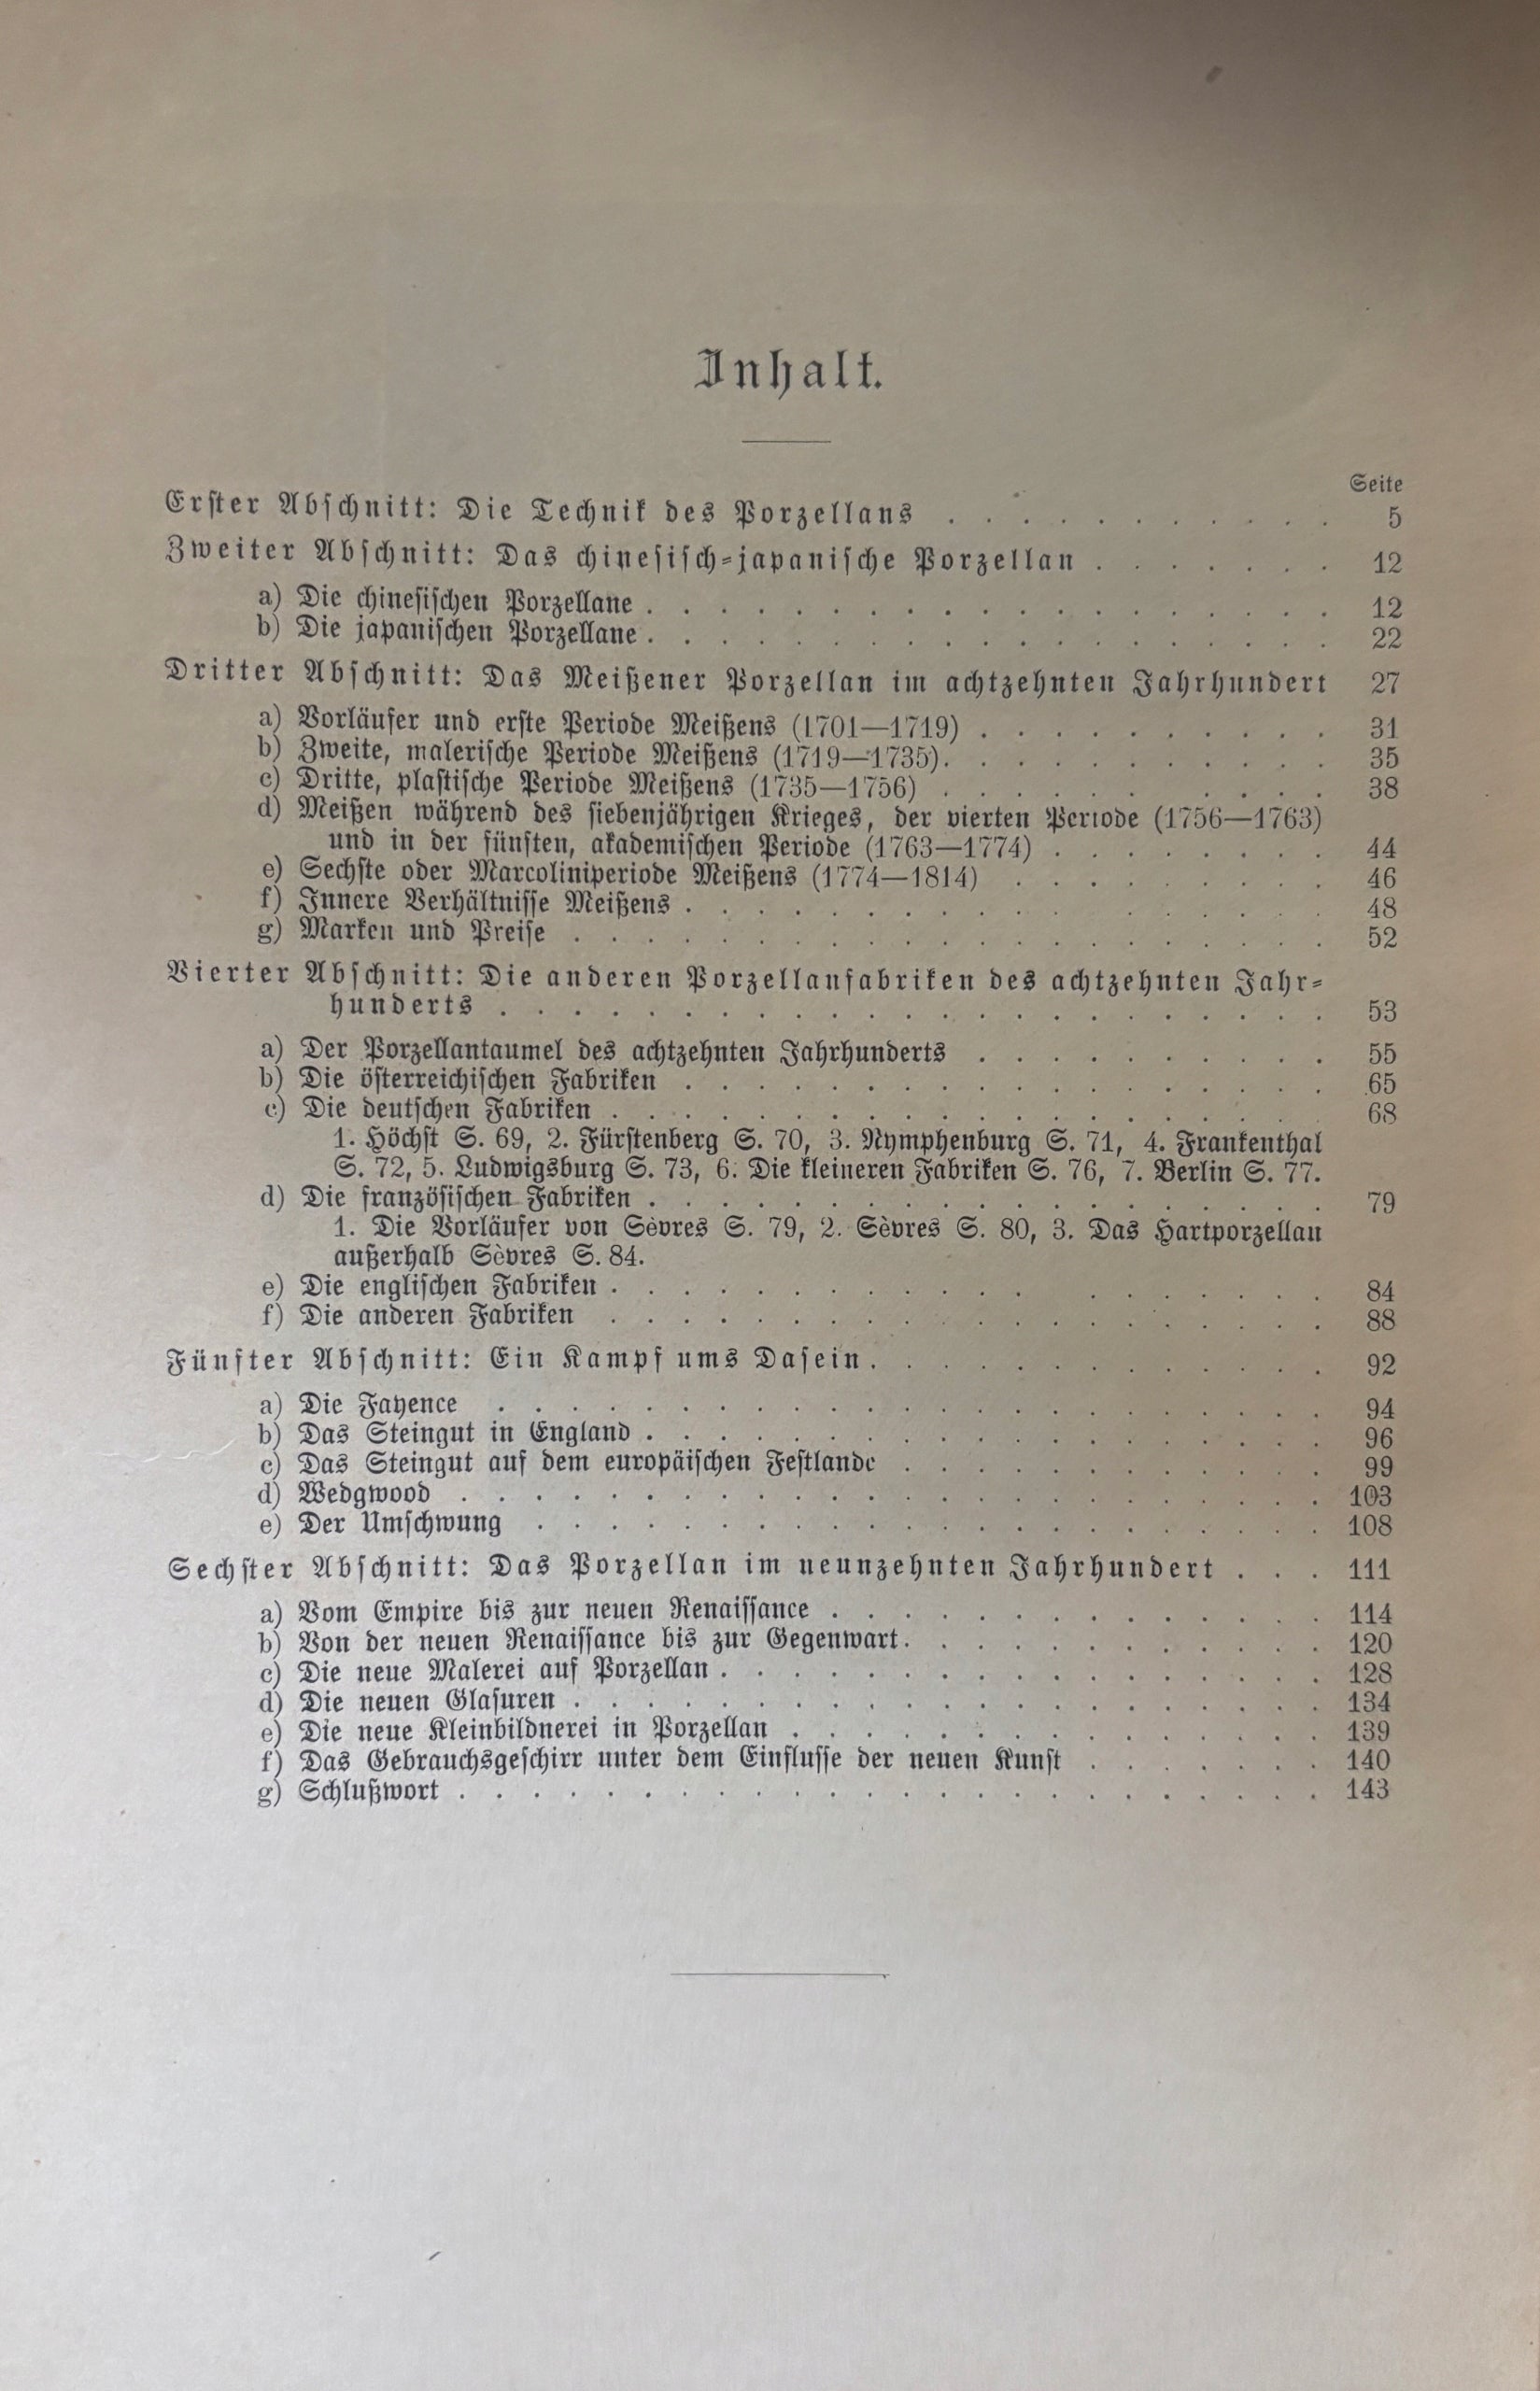 Inhalt.
Seite
Erster Abschnitt: Die Technik des Porzellans . . . . . . . . . . . 5
Zweiter Abschnitt: Das chinesisch-japanische Porzellan . . . . . . . 12
a) Die chinesischen Porzellane . . . . . . . . . . . . . . . . . . . 12
b) Die japanischen Porzellane . . . . . . . . . . . . . . . . . . . 22
Dritter Abschnitt: Das Meißener Porzellan im achtzehnten Jahrhundert 27
a) Vorläufer und erste Periode Meißens (1701—1719) . . . . . . . . . . 31
b) Zweite, malerische Periode Meißens (1719—1735) . . . . . . . . . . . 35
c) Dritte, plastische Periode Meißens (1735—1756) . . . . . . . . . . 38
d) Meißen während des siebenjährigen Krieges, der vierten Periode (1756—1763)
und in der fünften, akademischen Periode (1763—1774) . . . . . . . . 44
e) Sechste oder Marcoliniperiode Meißens (1774—1814) . . . . . . . . . 46
f) Innere Verhältnisse Meißens . . . . . . . . . . . . . . . . . . 48
g) Marken und Preise . . . . . . . . . . . . . . . . . . . . . 52
Vierter Abschnitt: Die anderen Porzellanfabriken des achtzehnten Jahr-
hunderts . . . . . . . . . . . . . . . . . . . . . . . 53
a) Der Porzellantaumel des achtzehnten Jahrhunderts . . . . . . . . . . 55
b) Die österreichischen Fabriken . . . . . . . . . . . . . . . . . . 65
c) Die deutschen Fabriken . . . . . . . . . . . . . . . . . . . . 68
1. Höchst S. 69, 2. Fürstenberg S. 70, 3. Nymphenburg S. 71, 4. Frankenthal
S. 72, 5. Ludwigsburg S. 73, 6. Die kleineren Fabriken S. 76, 7. Berlin S. 77.
d) Die französischen Fabriken . . . . . . . . . . . . . . . . . . . 79
1. Die Vorläufer von Sèvres S. 79, 2. Sèvres S. 80, 3. Das Hartporzellan
außerhalb Sèvres S. 84.
e) Die englischen Fabriken . . . . . . . . . . . . . . . . . . . 84
f) Die anderen Fabriken . . . . . . . . . . . . . . . . . . . . 88
Fünfter Abschnitt: Ein Kampf ums Dasein . . . . . . . . . . . . . 92
a) Die Fayence . . . . . . . . . . . . . . . . . . . . . . . 94
b) Das Steingut in England . . . . . . . . . . . . . . . . . . . 96
c) Das Steingut auf dem europäischen Festlande . . . . . . . . . . . . 99
d) Wedgwood . . . . . . . . . . . . . . . . . . . . . . . . 103
e) Der Umschwung . . . . . . . . . . . . . . . . . . . . . . 108
Sechster Abschnitt: Das Porzellan im neunzehnten Jahrhundert . . . 111
a) Vom Empire bis zur neuen Renaissance . . . . . . . . . . . . . . 114
b) Von der neuen Renaissance bis zur Gegenwart . . . . . . . . . . . . 120
c) Die neue Malerei auf Porzellan . . . . . . . . . . . . . . . . . 128
d) Die neuen Glasuren . . . . . . . . . . . . . . . . . . . . . 134
e) Die neue Kleinbildnerei in Porzellan . . . . . . . . . . . . . . . 139
f) Das Gebrauchsgeschirr unter dem Einflusse der neuen Kunst . . . . . . . 140
g) Schlußwort . . . . . . . . . . . . . . . . . . . . . . . . 143